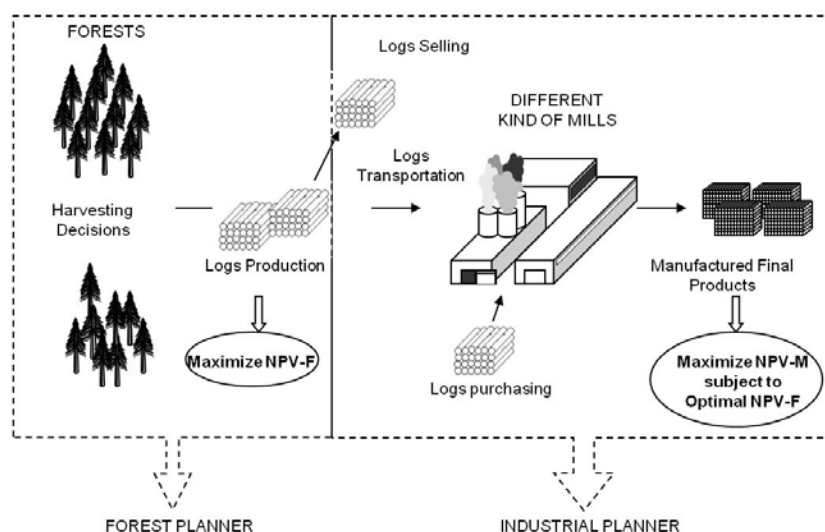 FORESTS
Logs Selling
DIFFERENT
KIND OF MILLS
Logs
Transportation
Harvesting
Decisions
Logs Production
Manufactured Final
Products
Maximize NPV-F
Logs purchasing
Maximize NPV-M
subject to
Optimal NPV-F
FOREST PLANNER
INDUSTRIAL PLANNER